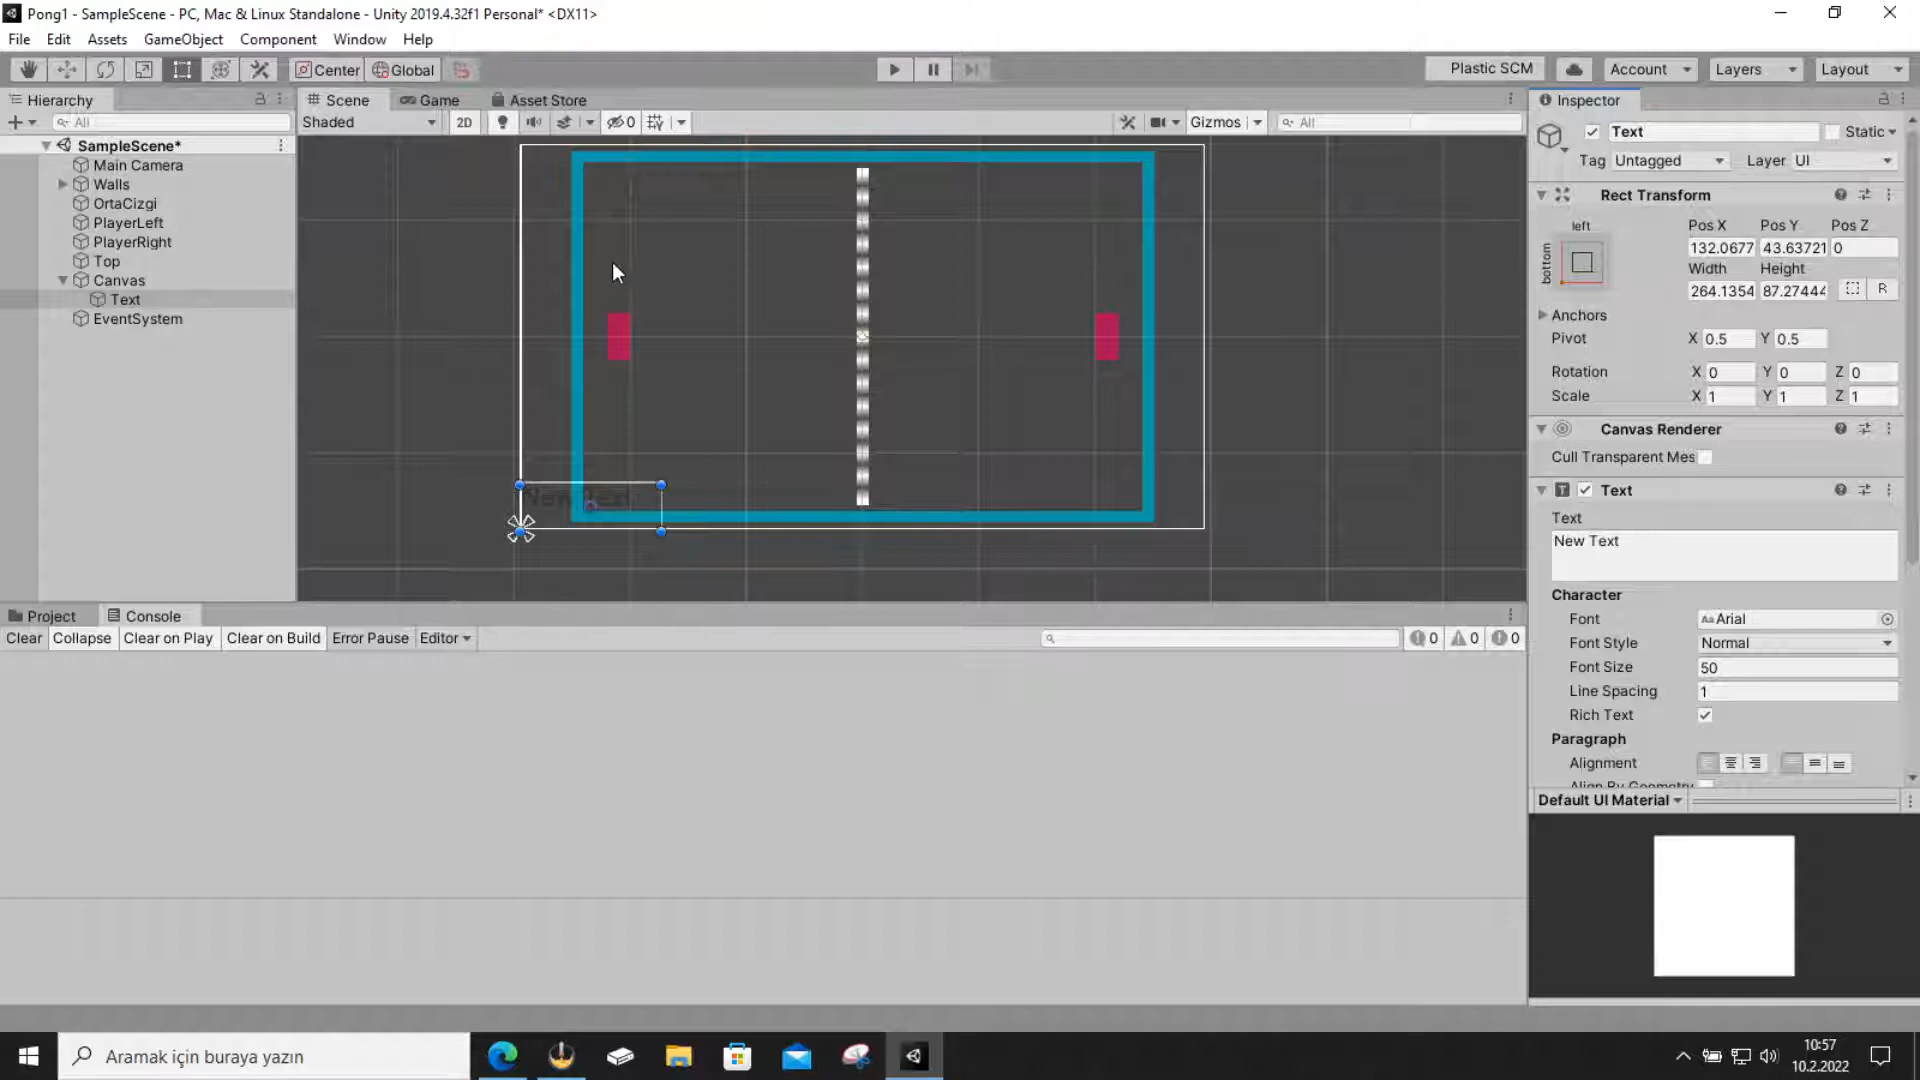 Pong1 - SampleScene - PC, Mac & Linux Standalone - Unity 2019.4.32f1 Personal* <DX11>
File Edit Assets GameObject Component Window Help
Center Global Plastic SCM Account Layers Layout
Hierarchy
All
SampleScene*
Main Camera
Walls
OrtaCizgi
PlayerLeft
PlayerRight
Top
Canvas
Text
EventSystem
Scene Game Asset Store
Shaded 2D 0 Gizmos All
New Text
Project Console
Clear Collapse Clear on Play Clear on Build Error Pause Editor 0 0 0
Inspector
Text Static
Tag Untagged Layer UI
Rect Transform
left Pos X Pos Y Pos Z
bottom 132.0677 43.63721 0
Width Height
264.1354 87.27444 R
Anchors
Pivot X 0.5 Y 0.5
Rotation X 0 Y 0 Z 0
Scale X 1 Y 1 Z 1
Canvas Renderer
Cull Transparent Mes
Text
Text
New Text
Character
Font Arial
Font Style Normal
Font Size 50
Line Spacing 1
Rich Text
Paragraph
Alignment
Align By Geometry
Default UI Material
Aramak için buraya yazın
10:57
10.2.2022